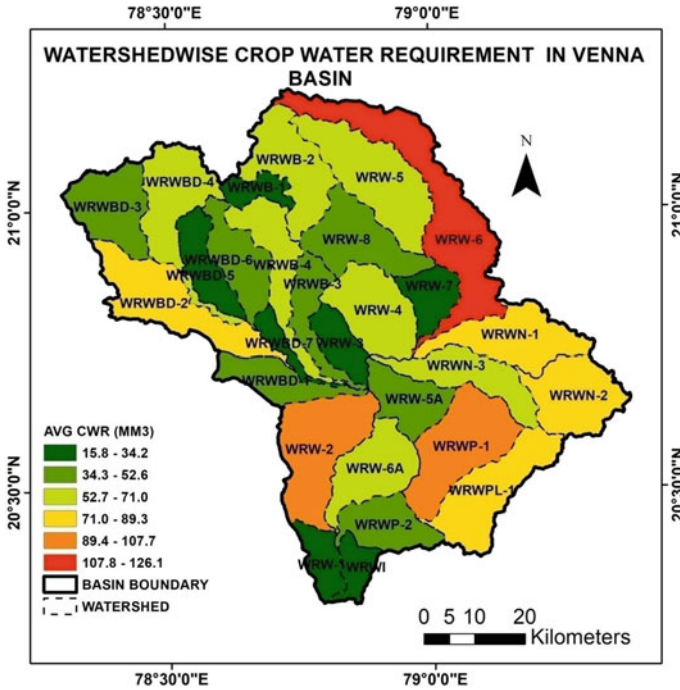 78°30'0"E 79°0'0"E
WATERSHEDWISE CROP WATER REQUIREMENT IN VENNA
BASIN
N
WRWB-2
WRWBD-4
WRWB-1
WRW-5
WRWBD-3
21°0'0"N
21°0'0"N
WRW-8
WRW-6
WRWBD-6
WRWB-4
WRWBD-5
WRWB-3
WRW-7
WRWBD-2
WRW-4
WRWN-1
WRWBD-7
WRW-3
WRWN-3
WRWBD-1
WRWN-2
WRW-5A
AVG CWR (MM3)
15.8 - 34.2
34.3 - 52.6
52.7 - 71.0
71.0 - 89.3
89.4 - 107.7
107.8 - 126.1
BASIN BOUNDARY
WATERSHED
WRW-2
WRWP-1
WRW-6A
WRWPL-1
20°30'0"N
20°30'0"N
WRWP-2
WRW-1
WRWI
0 5 10 20
Kilometers
78°30'0"E 79°0'0"E